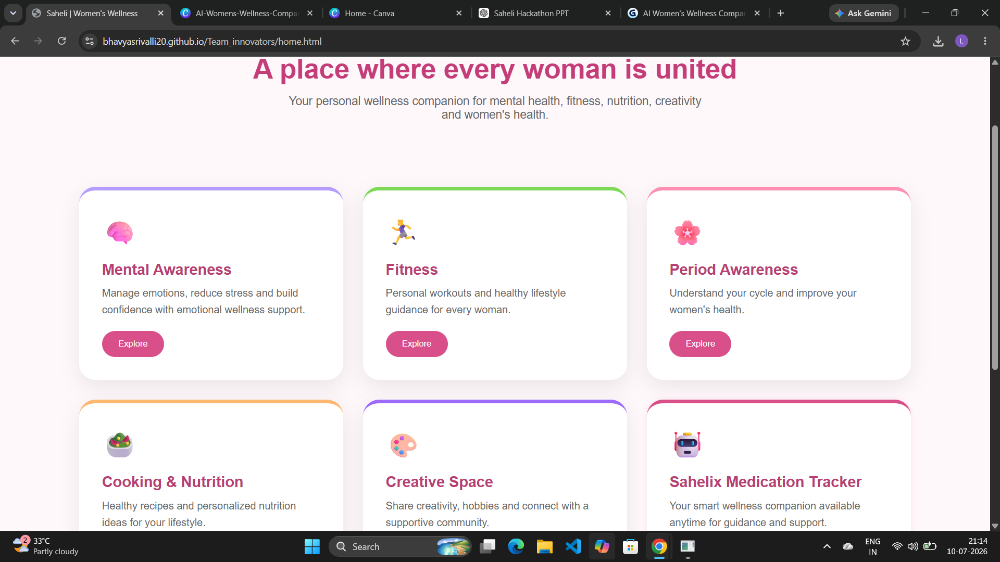 Saheli | Women's Wellness
AI-Womens-Wellness-Compa
Home - Canva
Saheli Hackathon PPT
AI Women's Wellness Compar
Ask Gemini
bhavyasrivalli20.github.io/Team_innovators/home.html
L
A place where every woman is united
Your personal wellness companion for mental health, fitness, nutrition, creativity
and women's health.
Mental Awareness
Manage emotions, reduce stress and build
confidence with emotional wellness support.
Explore
Fitness
Personal workouts and healthy lifestyle
guidance for every woman.
Explore
Period Awareness
Understand your cycle and improve your
women's health.
Explore
Cooking & Nutrition
Healthy recipes and personalized nutrition
ideas for your lifestyle.
Creative Space
Share creativity, hobbies and connect with a
supportive community.
Sahelix Medication Tracker
Your smart wellness companion available
anytime for guidance and support.
2
33°C
Partly cloudy
Search
ENG
IN
21:14
10-07-2026